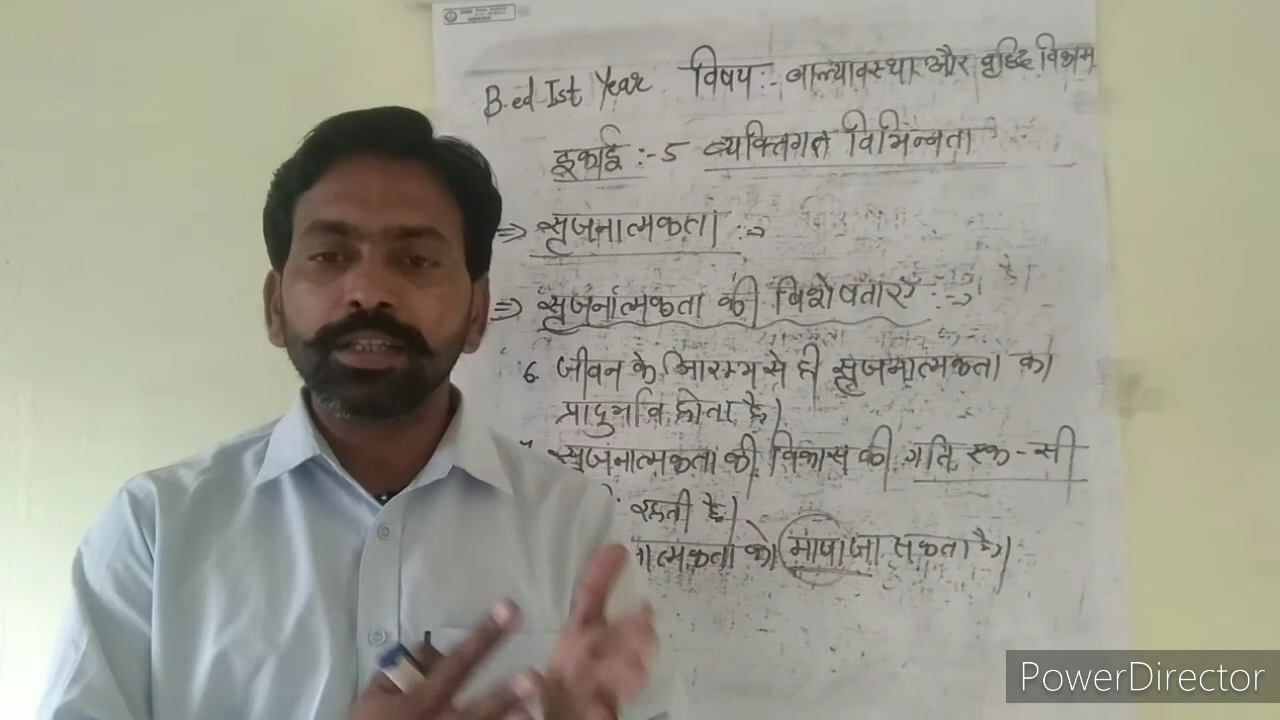 B.ed Ist Year विषय :- बाल्यावस्था और वृद्धि विकास
इकाई :- 5 व्यक्तिगत विभिन्नता
⇒ सृजनात्मकता :→
⇒ सृजनात्मकता की विशेषताएँ :→
6. जीवन के आरम्भ से ही सृजनात्मकता का
प्रादुर्भाव होता है।
सृजनात्मकता की विकास की गति एक-सी
रहती है।
त्मकता को मापा जा सकता है।
PowerDirector